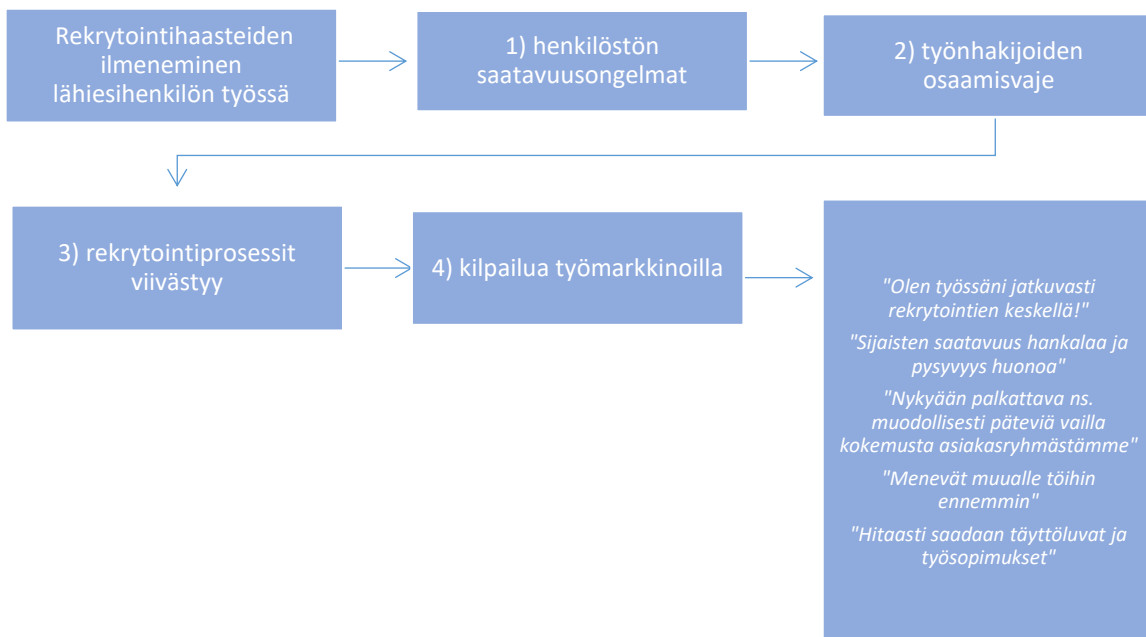 Rekrytointihaasteiden
ilmeneminen
lähiesihenkilön työssä
1) henkilöstön
saatavuusongelmat
2) työnhakijoiden
osaamisvaje
3) rekrytointiprosessit
viivästyy
4) kilpailua työmarkkinoilla
"Olen työssäni jatkuvasti
rekrytointien keskellä!"
"Sijaisten saatavuus hankalaa ja
pysyvyys huonoa"
"Nykyään palkattava ns.
muodollisesti päteviä vailla
kokemusta asiakasryhmästämme"
"Menevät muualle töihin
ennemmin"
"Hitaasti saadaan täyttöluvat ja
työsopimukset"